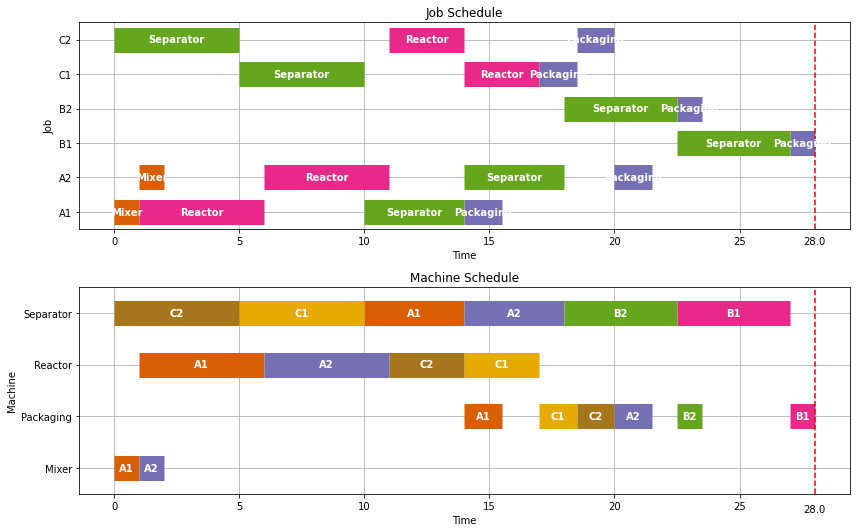 Job Schedule
C2 Separator Reactor Packaging
C1 Separator Reactor Packaging
B2 Separator Packaging
B1 Separator Packaging
A2 Mixer Reactor Separator Packaging
A1 Mixer Reactor Separator Packaging
Job
0 5 10 15 20 25 28.0
Time
Machine Schedule
Separator C2 C1 A1 A2 B2 B1
Reactor A1 A2 C2 C1
Packaging A1 C1 C2 A2 B2 B1
Mixer A1 A2
Machine
0 5 10 15 20 25 28.0
Time